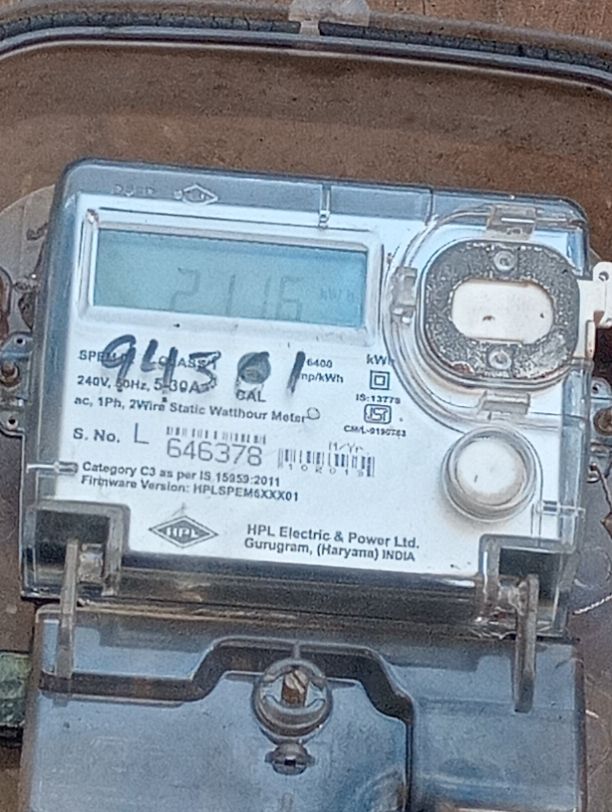 2116 kWh
94301
6400
imp/kWh
kWh
240V, 50Hz, 5-30A
CAL
IS:13779
ac, 1Ph, 2Wire Static Watthour Meter
S. No. L 646378
M/Yr
102019
Category C3 as per IS 15959:2011
Firmware Version: HPLSPEM6XXX01
HPL
HPL Electric & Power Ltd.
Gurugram, (Haryana) INDIA